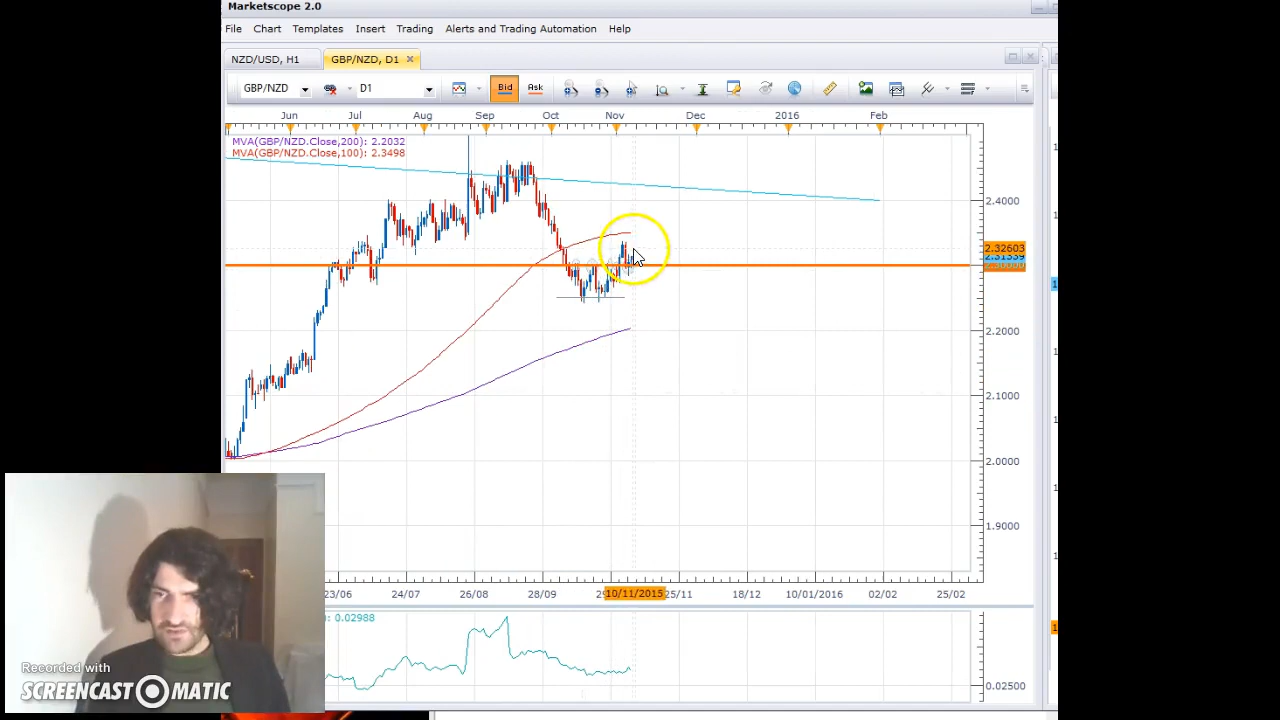 Marketscope 2.0
File Chart Templates Insert Trading Alerts and Trading Automation Help
NZD/USD, H1 GBP/NZD, D1
GBP/NZD D1 Bid Ask
Jun Jul Aug Sep Oct Nov Dec 2016 Feb
MVA(GBP/NZD.Close,200) : 2.2032
MVA(GBP/NZD.Close,100) : 2.3498
2.4000
2.32603
2.31339
2.2000
2.1000
2.0000
1.9000
23/06 24/07 26/08 28/09 10/11/2015 25/11 18/12 10/01/2016 02/02 25/02
0.02988
0.02500
Recorded with
SCREENCAST O MATIC